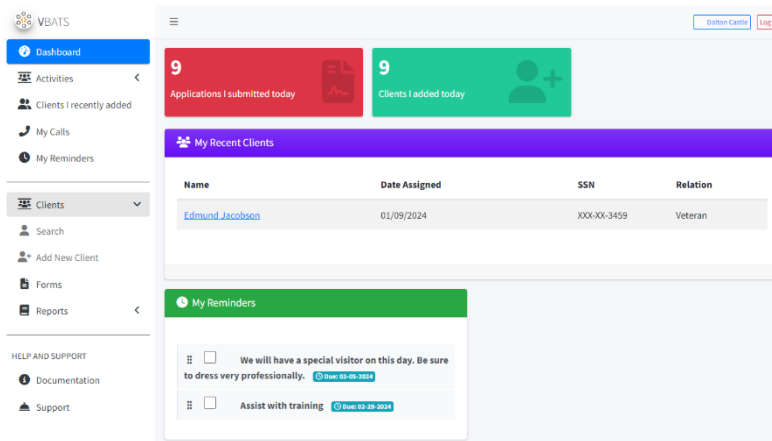 VBATS
Dalton Castle
Log
Dashboard
Activities
Clients I recently added
My Calls
My Reminders
Clients
Search
Add New Client
Forms
Reports
HELP AND SUPPORT
Documentation
Support
9
Applications I submitted today
9
Clients I added today
My Recent Clients
Name Date Assigned SSN Relation
Edmund Jacobson 01/09/2024 XXX-XX-3459 Veteran
My Reminders
We will have a special visitor on this day. Be sure
to dress very professionally. Due: 03-05-2024
Assist with training Due: 02-29-2024